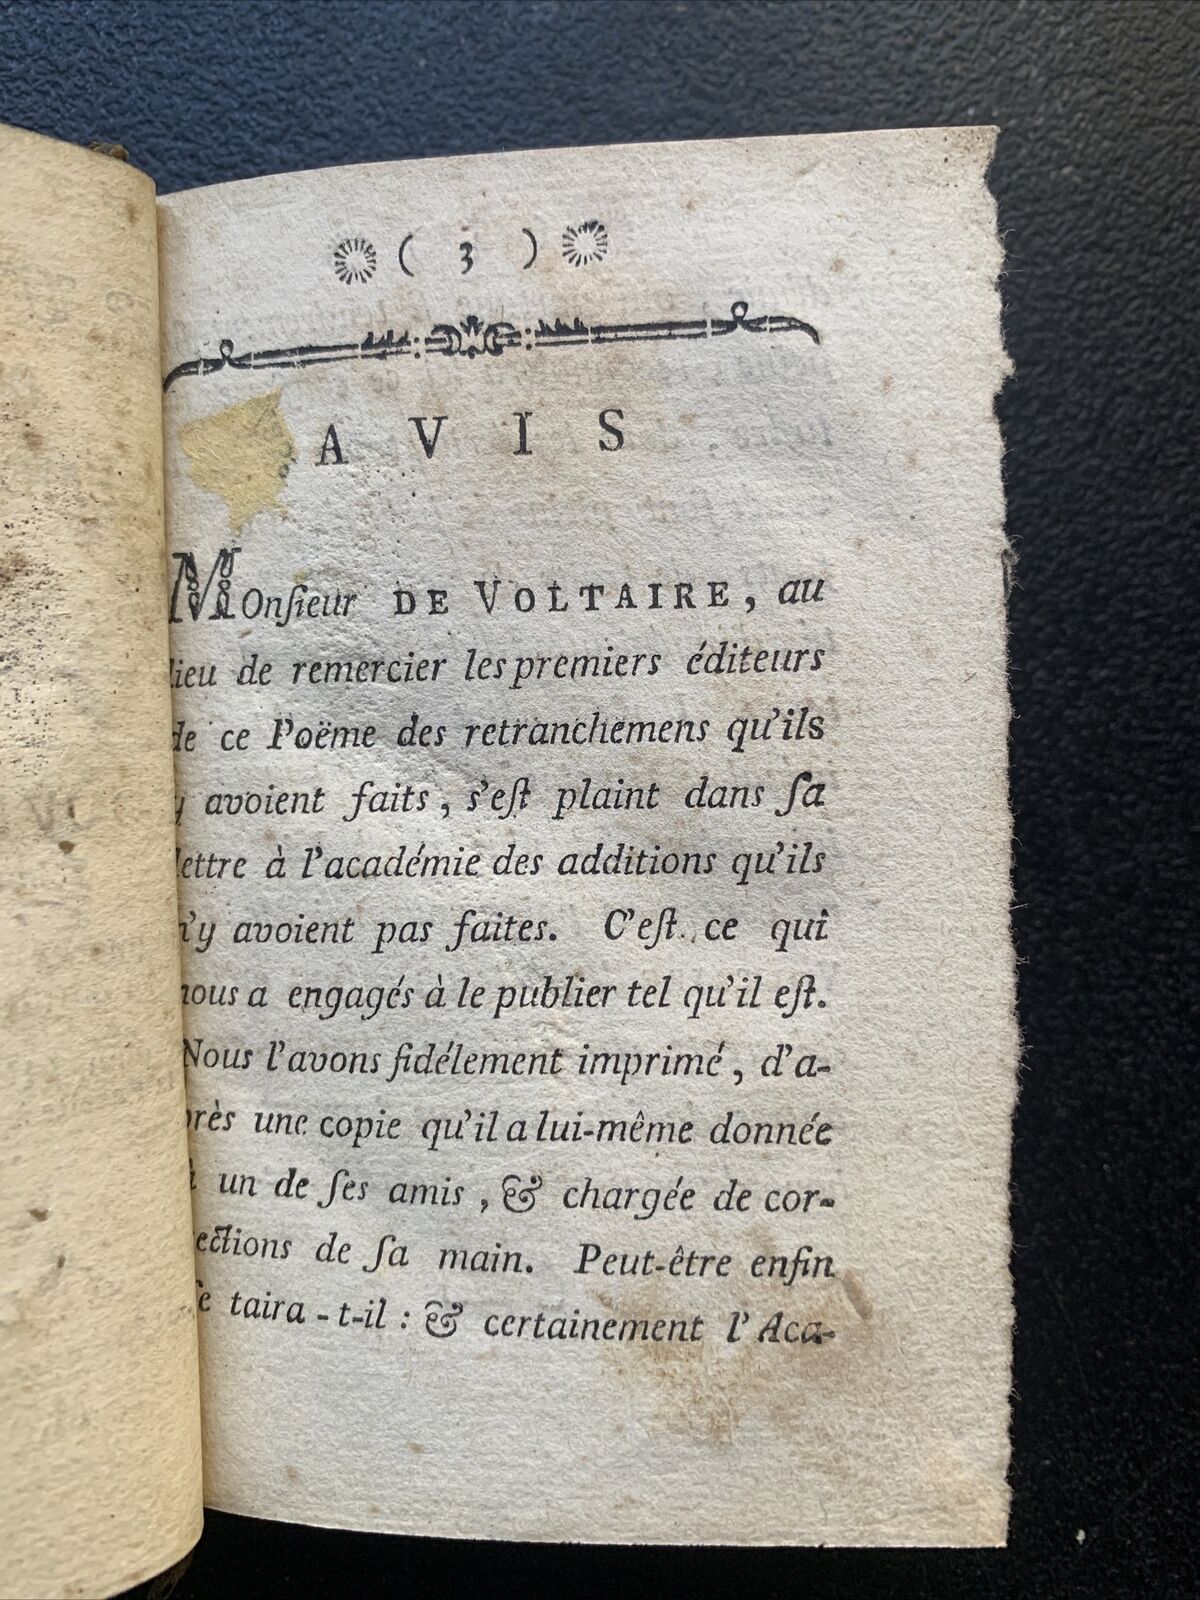 ( 3 )
AVIS
MOnſieur DE VOLTAIRE, au
lieu de remercier les premiers éditeurs
de ce Poëme des retranchemens qu'ils
y avoient faits, s'eſt plaint dans ſa
lettre à l'académie des additions qu'ils
n'y avoient pas faites. C'eſt ce qui
nous a engagés à le publier tel qu'il eſt.
Nous l'avons fidélement imprimé, d'a-
près une copie qu'il a lui-même donnée
à un de ſes amis, & chargée de cor-
rections de ſa main. Peut-être enfin
ſe taira-t-il : & certainement l'Aca-